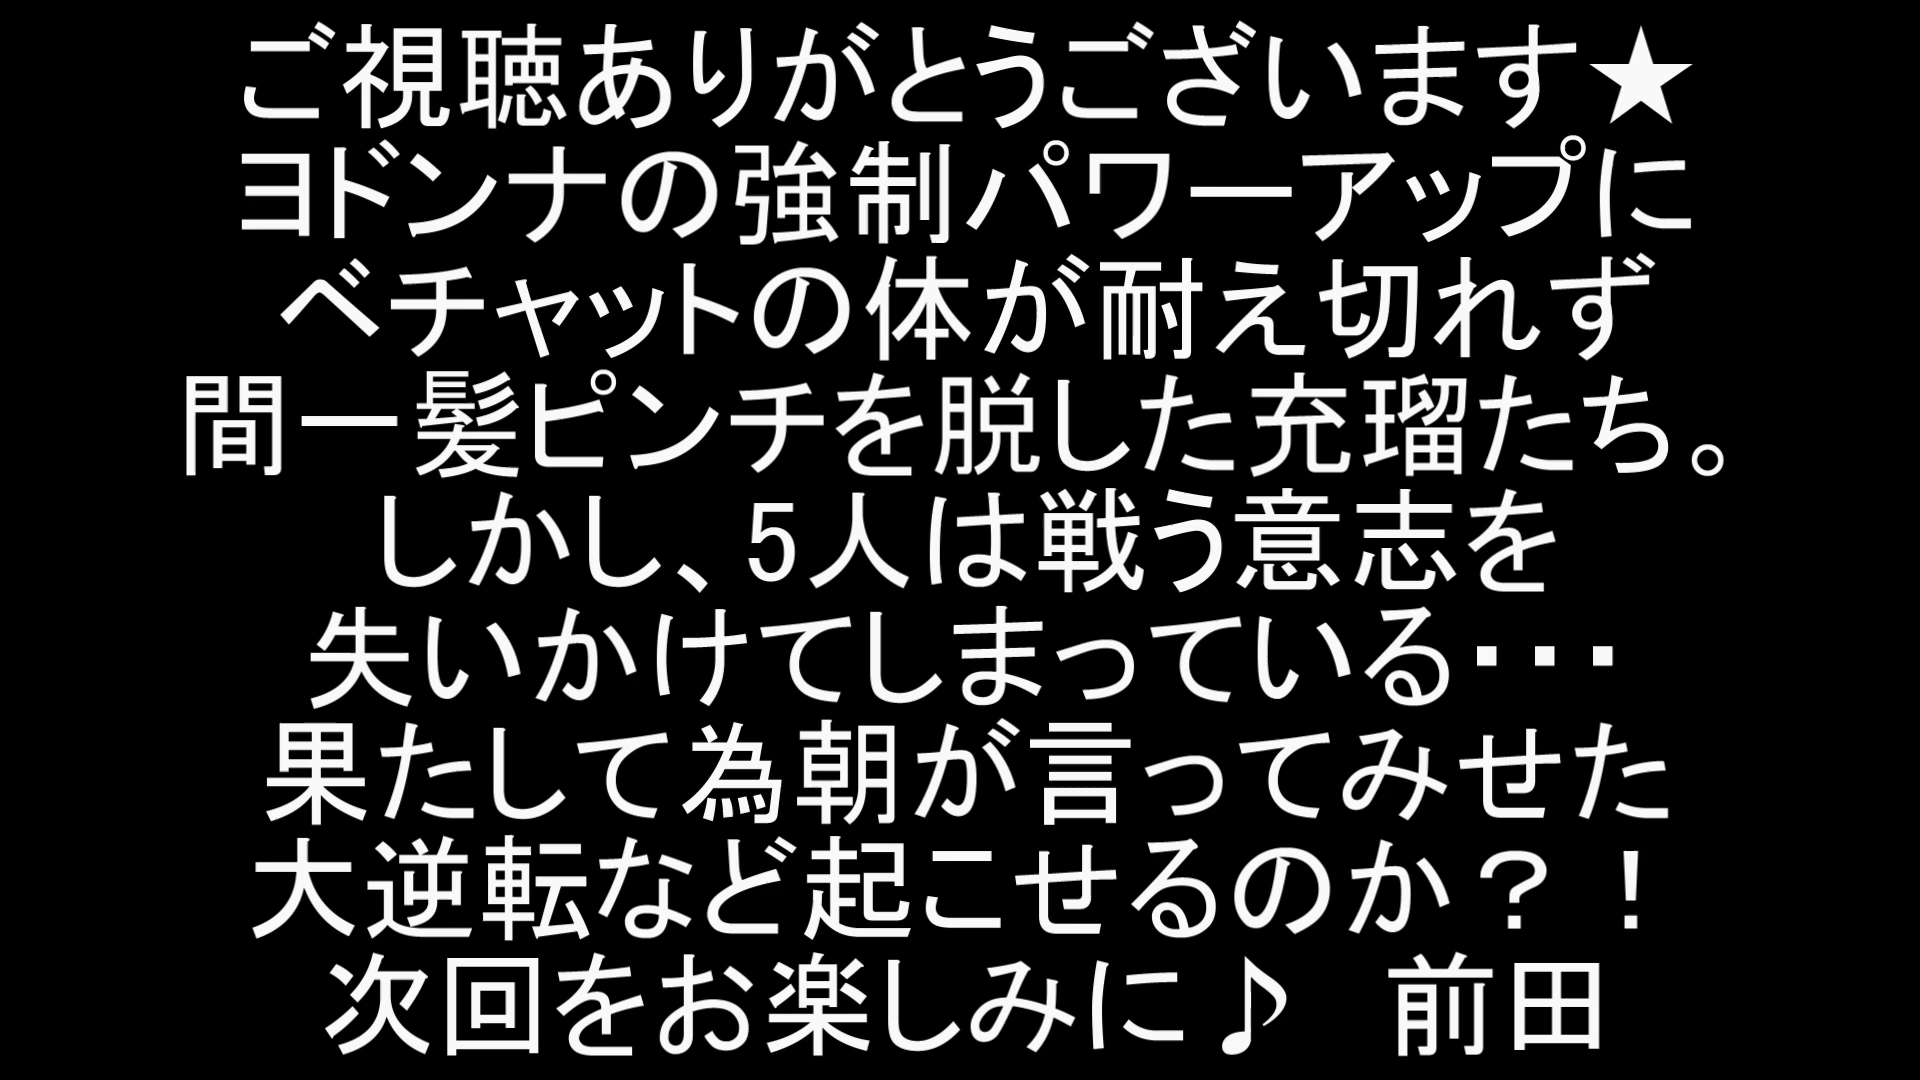 ご視聴ありがとうございます★
ヨドンナの強制パワーアップに
ベチャットの体が耐え切れず
間一髪ピンチを脱した充瑠たち。
しかし、5人は戦う意志を
失いかけてしまっている・・・
果たして為朝が言ってみせた
大逆転など起こせるのか？！
次回をお楽しみに♪　前田